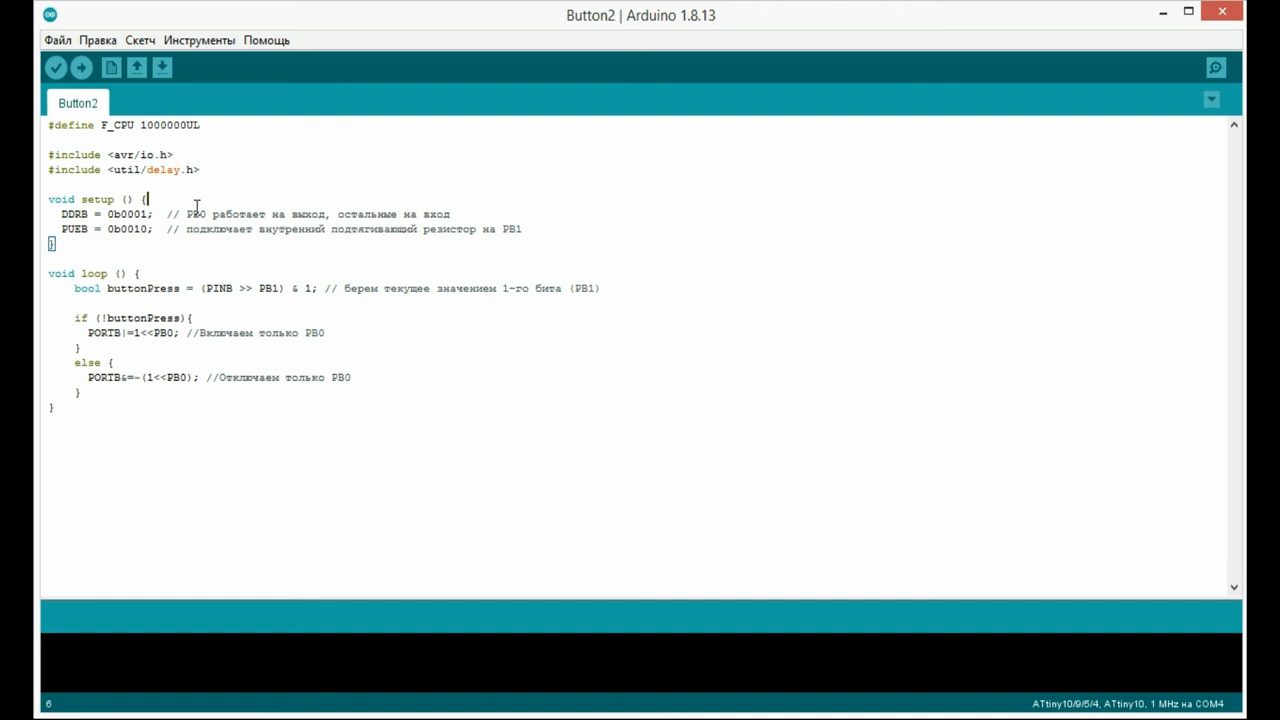 Button2 | Arduino 1.8.13
Файл Правка Скетч Инструменты Помощь
Button2
#define F_CPU 1000000UL
#include <avr/io.h>
#include <util/delay.h>
void setup () {
DDRB = 0b0001; // PB0 работает на выход, остальные на вход
PUEB = 0b0010; // подключает внутренний подтягивающий резистор на PB1
}
void loop () {
bool buttonPress = (PINB >> PB1) & 1; // берем текущее значением 1-го бита (PB1)
if (!buttonPress){
PORTB|=1<<PB0; //Включаем только PB0
}
else {
PORTB&=~(1<<PB0); //Отключаем только PB0
}
}
6
ATtiny10/9/5/4, ATtiny10, 1 MHz на COM4